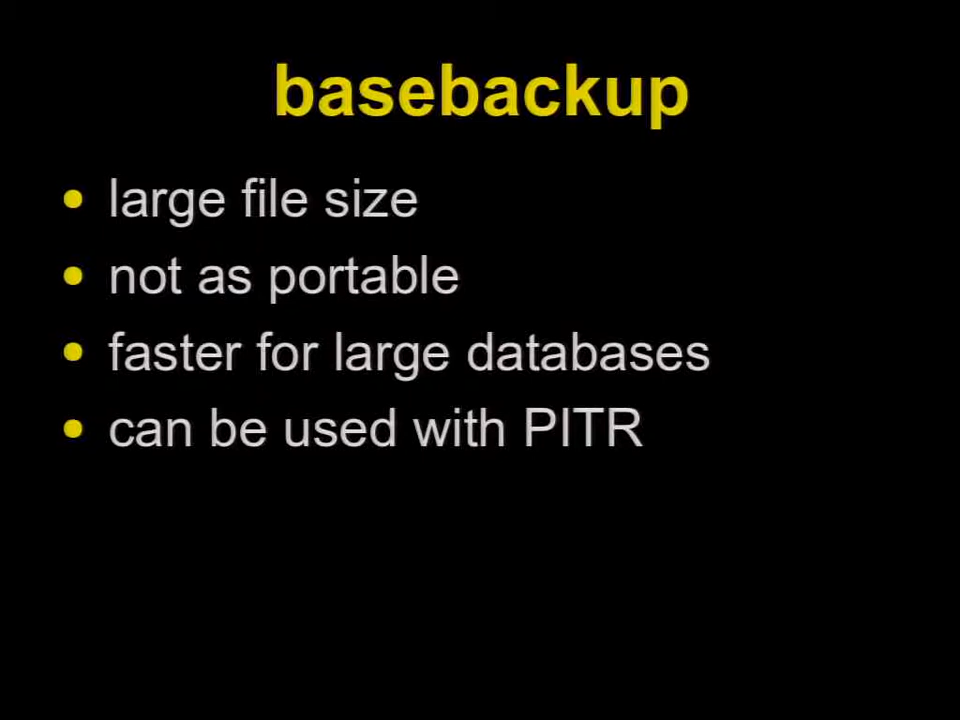 basebackup
• large file size
• not as portable
• faster for large databases
• can be used with PITR